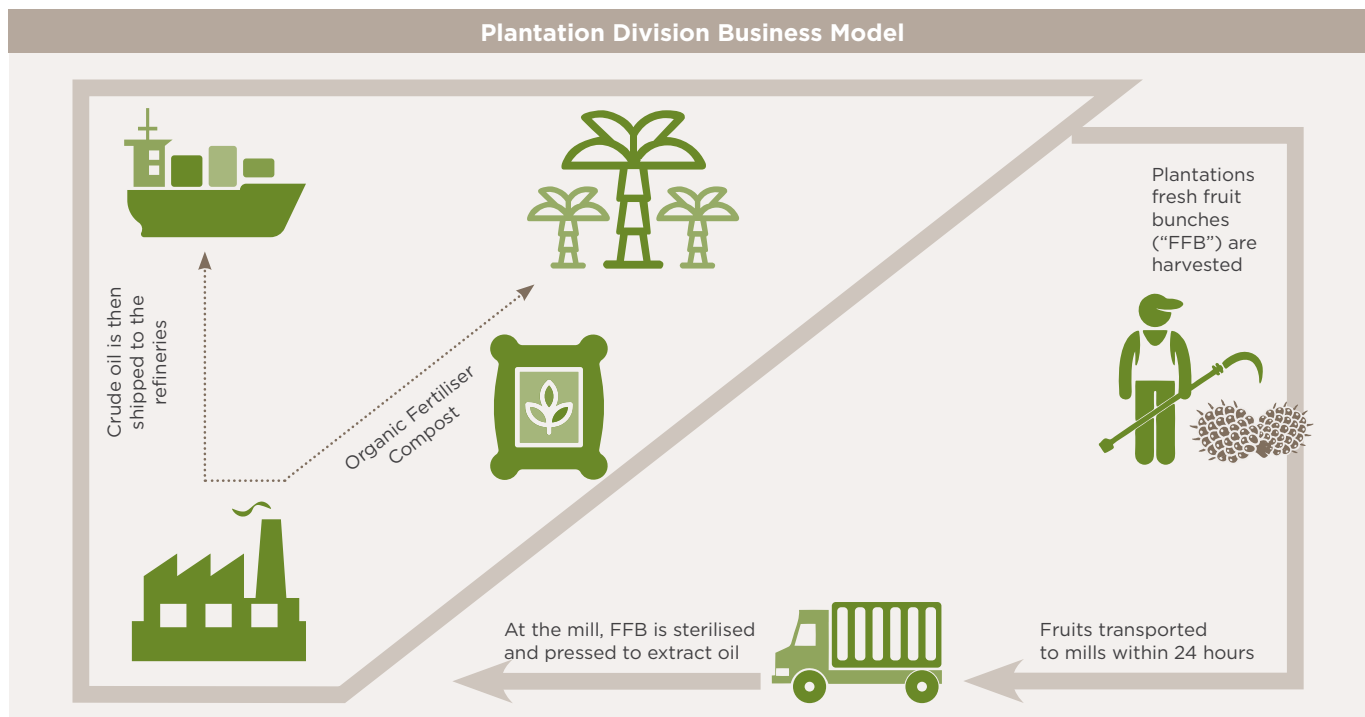 Plantation Division Business Model
Plantations
fresh fruit
bunches
(“FFB”) are
harvested
Fruits transported
to mills within 24 hours
At the mill, FFB is sterilised
and pressed to extract oil
Crude oil is then
shipped to the
refineries
Organic Fertiliser
Compost